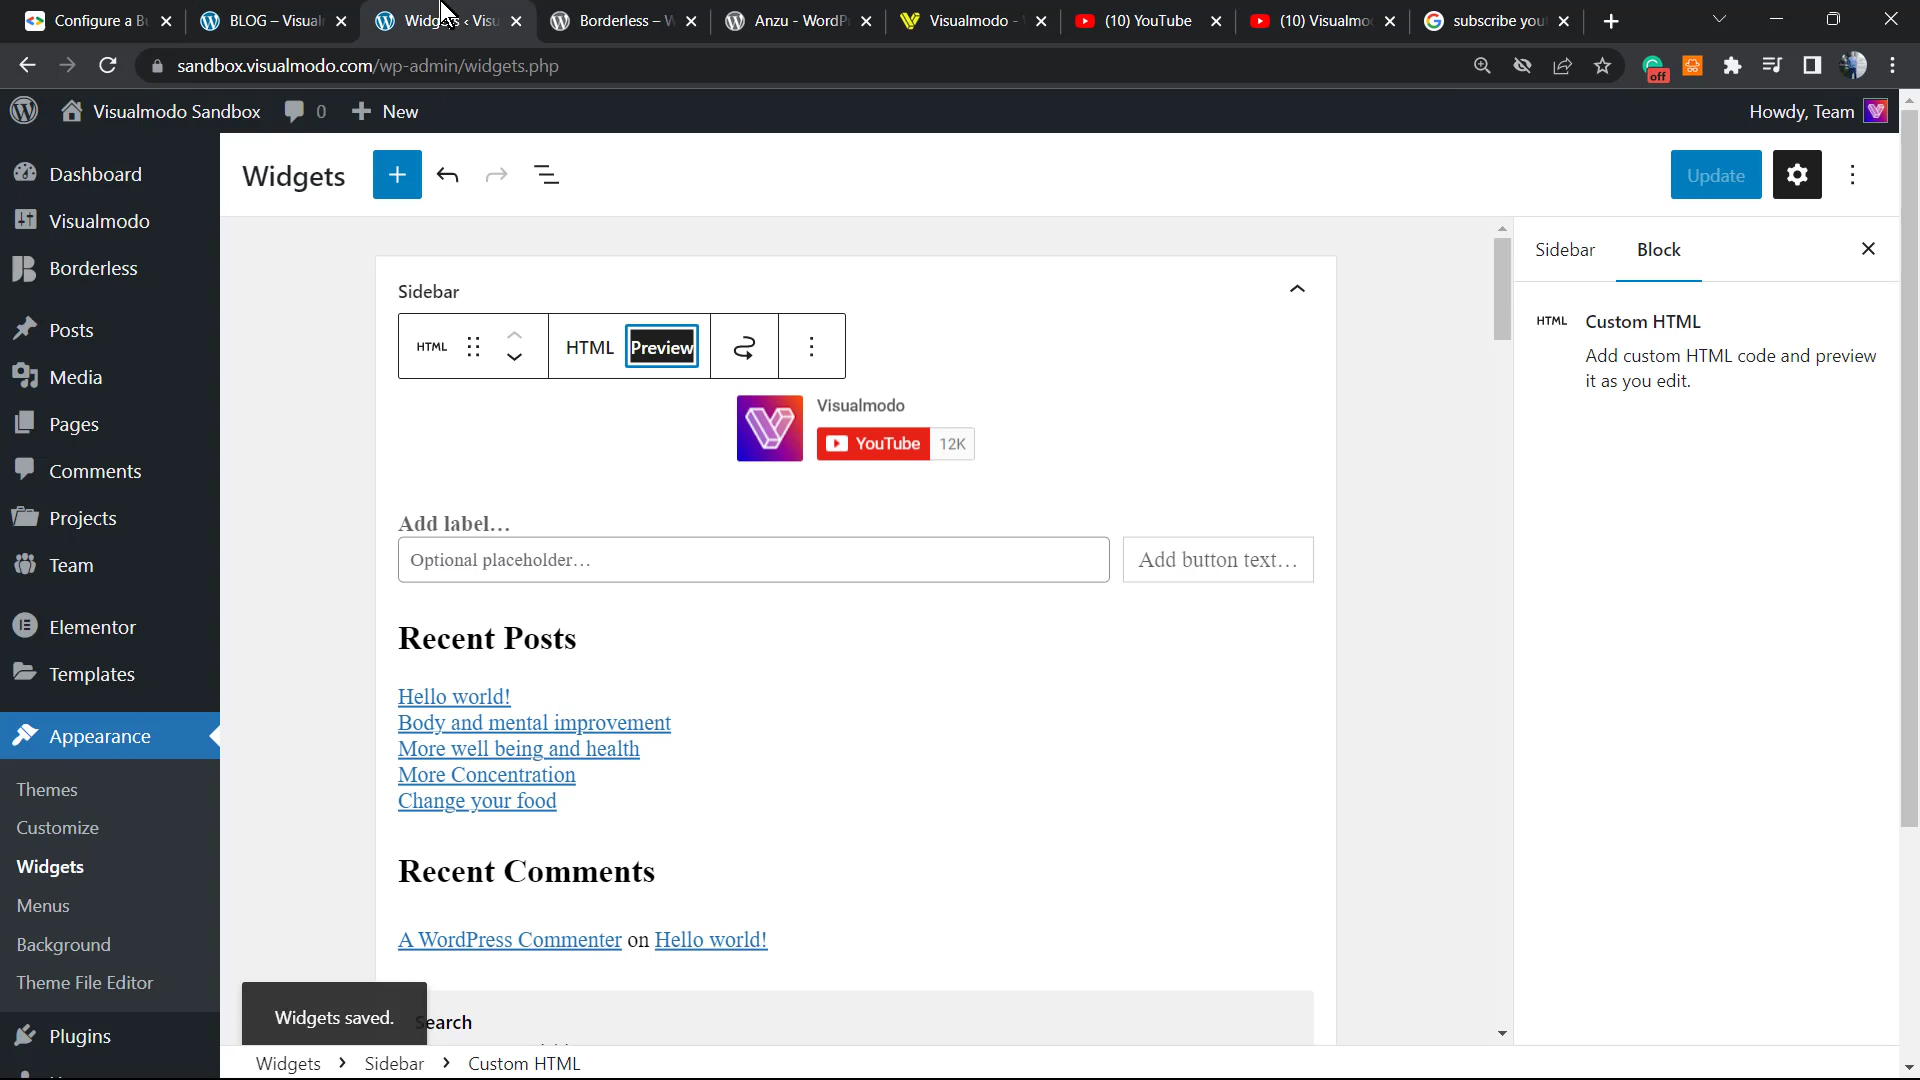 Configure a B
BLOG – Visual
Widgets ‹ Visu
Borderless – W
Anzu - WordP
Visualmodo -
(10) YouTube
(10) Visualmo
subscribe you
sandbox.visualmodo.com/wp-admin/widgets.php
off
Visualmodo Sandbox
0
New
Howdy, Team
Dashboard
Visualmodo
Borderless
Posts
Media
Pages
Comments
Projects
Team
Elementor
Templates
Appearance
Themes
Customize
Widgets
Menus
Background
Theme File Editor
Plugins
Widgets
Update
Sidebar
HTML
HTML
Preview
Visualmodo
YouTube
12K
Add label...
Optional placeholder...
Add button text...
Recent Posts
Hello world!
Body and mental improvement
More well being and health
More Concentration
Change your food
Recent Comments
A WordPress Commenter on Hello world!
earch
Widgets saved.
Widgets
Sidebar
Custom HTML
Sidebar
Block
HTML
Custom HTML
Add custom HTML code and preview
it as you edit.